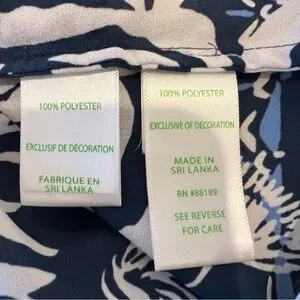 100% POLYESTER
EXCLUSIF DE DÉCORATION
FABRIQUE EN
SRI LANKA
100% POLYESTER
EXCLUSIVE OF DECORATION
MADE IN
SRI LANKA
RN #88189
SEE REVERSE
FOR CARE